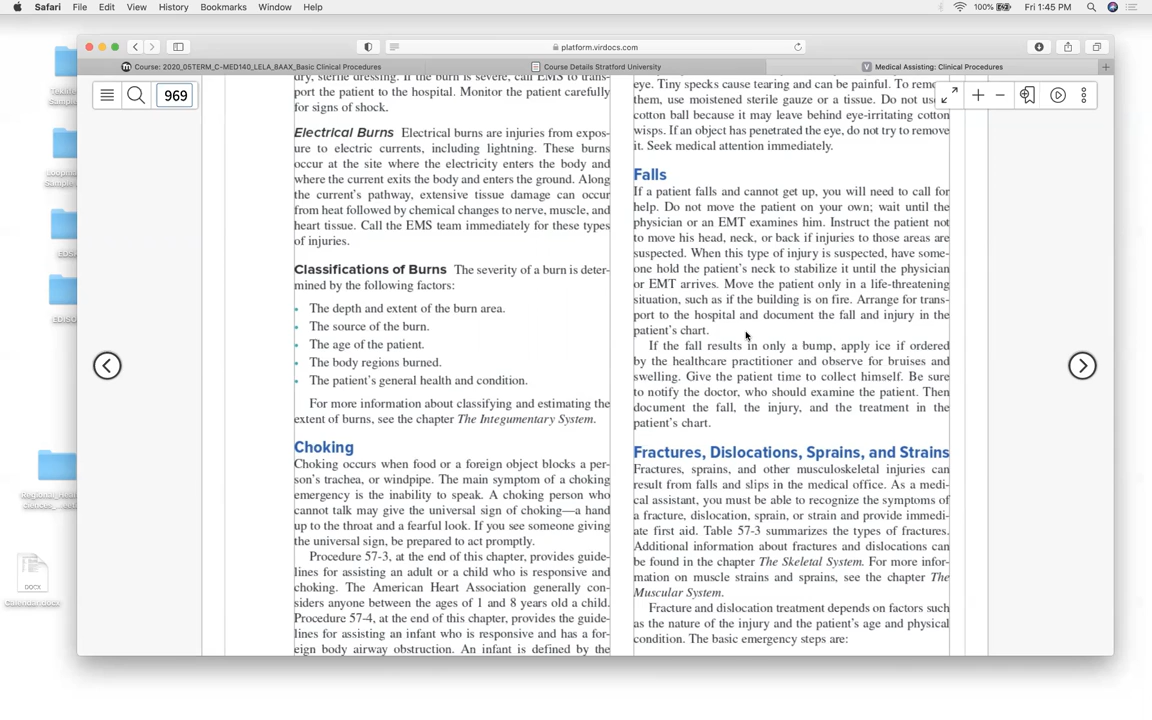 Safari File Edit View History Bookmarks Window Help
100% Fri 1:45 PM
platform.virdocs.com
Course: 2020_05TERM_C-MED140_LELA_8AAX_Basic Clinical Procedures
Course Details Stratford University
Medical Assisting: Clinical Procedures
969
dry, sterile dressing. If the burn is severe, call EMS to trans-
port the patient to the hospital. Monitor the patient carefully
for signs of shock.
Electrical Burns Electrical burns are injuries from expos-
ure to electric currents, including lightning. These burns
occur at the site where the electricity enters the body and
where the current exits the body and enters the ground. Along
the current's pathway, extensive tissue damage can occur
from heat followed by chemical changes to nerve, muscle, and
heart tissue. Call the EMS team immediately for these types
of injuries.
Classifications of Burns The severity of a burn is deter-
mined by the following factors:
• The depth and extent of the burn area.
• The source of the burn.
• The age of the patient.
• The body regions burned.
• The patient's general health and condition.
For more information about classifying and estimating the
extent of burns, see the chapter The Integumentary System.
Choking
Choking occurs when food or a foreign object blocks a per-
son's trachea, or windpipe. The main symptom of a choking
emergency is the inability to speak. A choking person who
cannot talk may give the universal sign of choking—a hand
up to the throat and a fearful look. If you see someone giving
the universal sign, be prepared to act promptly.
Procedure 57-3, at the end of this chapter, provides guide-
lines for assisting an adult or a child who is responsive and
choking. The American Heart Association generally con-
siders anyone between the ages of 1 and 8 years old a child.
Procedure 57-4, at the end of this chapter, provides the guide-
lines for assisting an infant who is responsive and has a for-
eign body airway obstruction. An infant is defined by the
eye. Tiny specks cause tearing and can be painful. To remo
them, use moistened sterile gauze or a tissue. Do not use
cotton ball because it may leave behind eye-irritating cotton
wisps. If an object has penetrated the eye, do not try to remove
it. Seek medical attention immediately.
Falls
If a patient falls and cannot get up, you will need to call for
help. Do not move the patient on your own; wait until the
physician or an EMT examines him. Instruct the patient not
to move his head, neck, or back if injuries to those areas are
suspected. When this type of injury is suspected, have some-
one hold the patient's neck to stabilize it until the physician
or EMT arrives. Move the patient only in a life-threatening
situation, such as if the building is on fire. Arrange for trans-
port to the hospital and document the fall and injury in the
patient's chart.
If the fall results in only a bump, apply ice if ordered
by the healthcare practitioner and observe for bruises and
swelling. Give the patient time to collect himself. Be sure
to notify the doctor, who should examine the patient. Then
document the fall, the injury, and the treatment in the
patient's chart.
Fractures, Dislocations, Sprains, and Strains
Fractures, sprains, and other musculoskeletal injuries can
result from falls and slips in the medical office. As a medi-
cal assistant, you must be able to recognize the symptoms of
a fracture, dislocation, sprain, or strain and provide immedi-
ate first aid. Table 57-3 summarizes the types of fractures.
Additional information about fractures and dislocations can
be found in the chapter The Skeletal System. For more infor-
mation on muscle strains and sprains, see the chapter The
Muscular System.
Fracture and dislocation treatment depends on factors such
as the nature of the injury and the patient's age and physical
condition. The basic emergency steps are:
DOCX
Calendar.docx